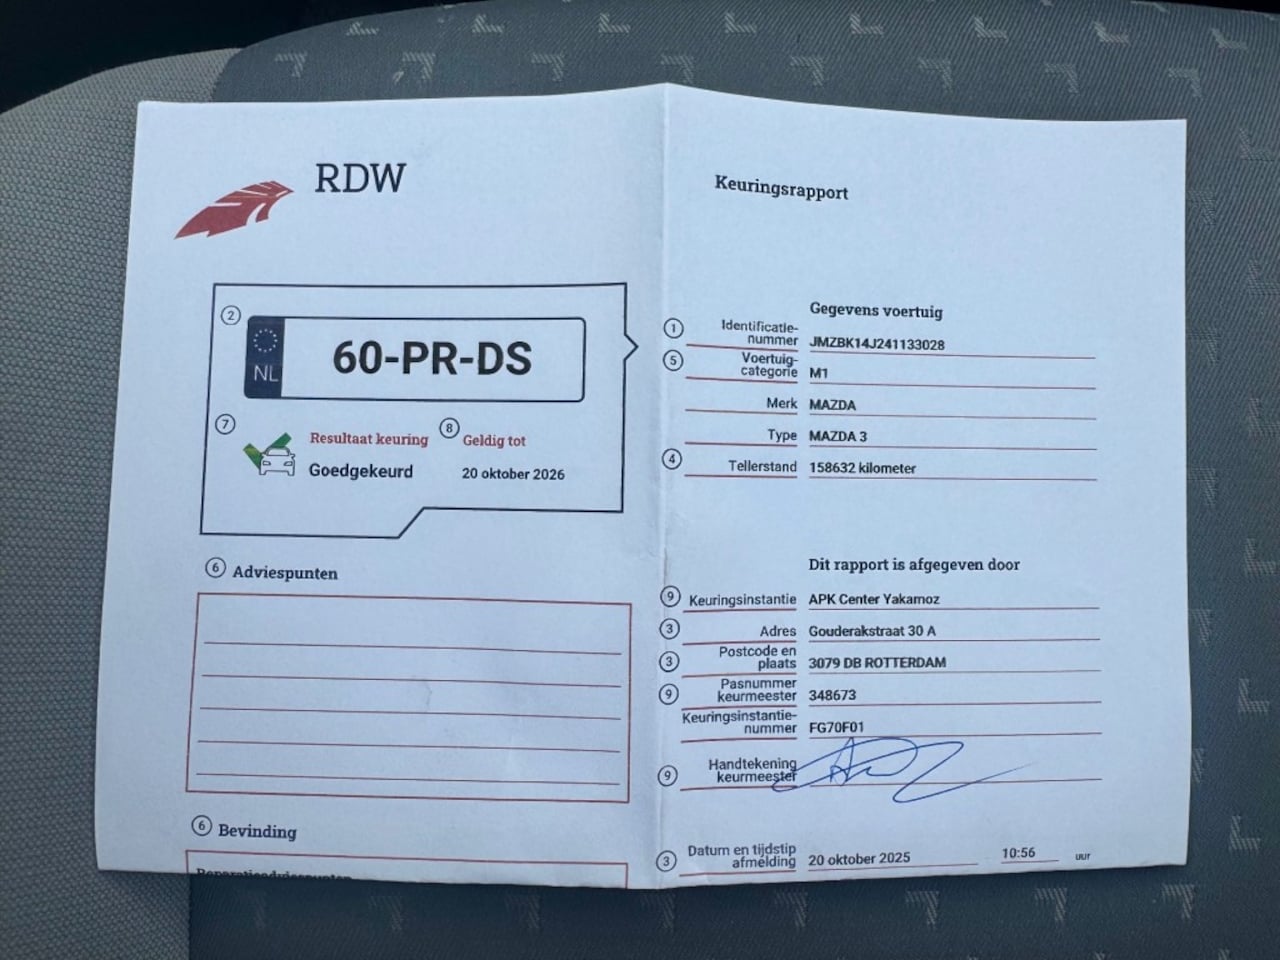 RDW
Keuringsrapport
2
NL
60-PR-DS
7
Resultaat keuring
Goedgekeurd
8
Geldig tot
20 oktober 2026
6 Adviespunten
6 Bevinding
Reparatieadviespunten
Gegevens voertuig
1 Identificatie-
nummer JMZBK14J241133028
5 Voertuig-
categorie M1
Merk MAZDA
Type MAZDA 3
4 Tellerstand 158632 kilometer
Dit rapport is afgegeven door
9 Keuringsinstantie APK Center Yakamoz
3 Adres Gouderakstraat 30 A
3 Postcode en
plaats 3079 DB ROTTERDAM
9 Pasnummer
keurmeester 348673
Keuringsinstantie-
nummer FG70F01
9 Handtekening
keurmeester
3 Datum en tijdstip
afmelding 20 oktober 2025 10:56 uur